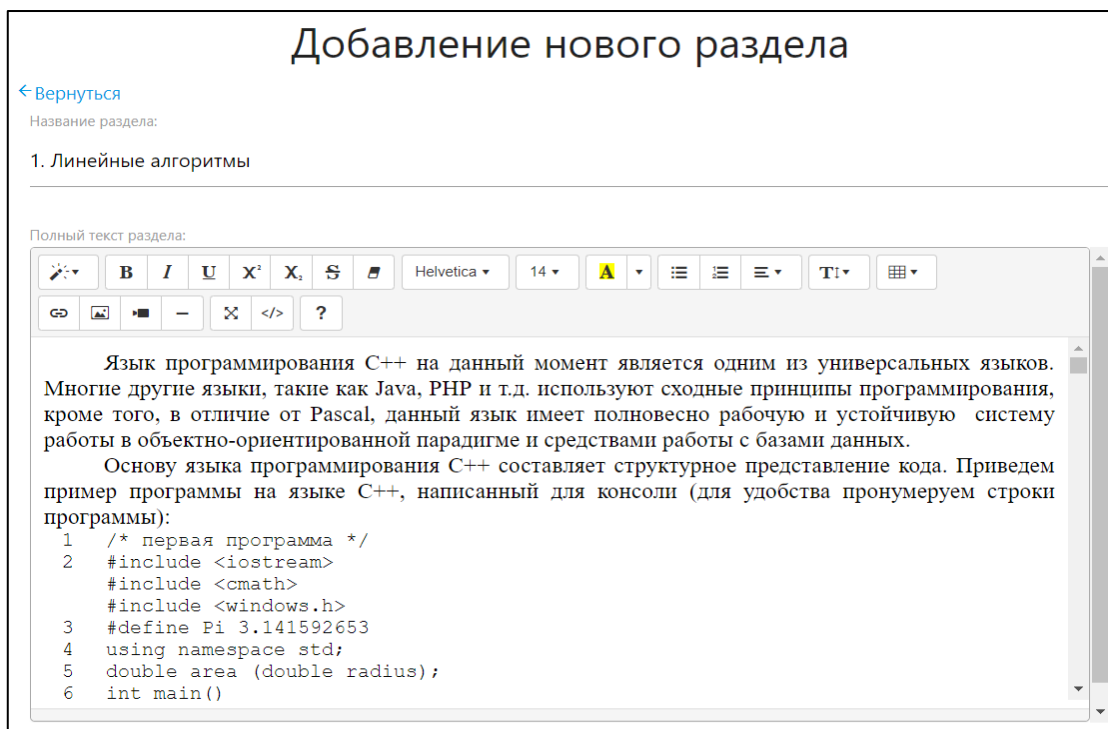 Добавление нового раздела
Вернуться
Название раздела:
1. Линейные алгоритмы
Полный текст раздела:
B I U X² X₂ S Helvetica 14 A T
</> ?
Язык программирования C++ на данный момент является одним из универсальных языков.
Многие другие языки, такие как Java, PHP и т.д. используют сходные принципы программирования,
кроме того, в отличие от Pascal, данный язык имеет полновесно рабочую и устойчивую систему
работы в объектно-ориентированной парадигме и средствами работы с базами данных.
Основу языка программирования C++ составляет структурное представление кода. Приведем
пример программы на языке C++, написанный для консоли (для удобства пронумеруем строки
программы):
1 /* первая программа */
2 #include <iostream>
#include <cmath>
#include <windows.h>
3 #define Pi 3.141592653
4 using namespace std;
5 double area (double radius);
6 int main()